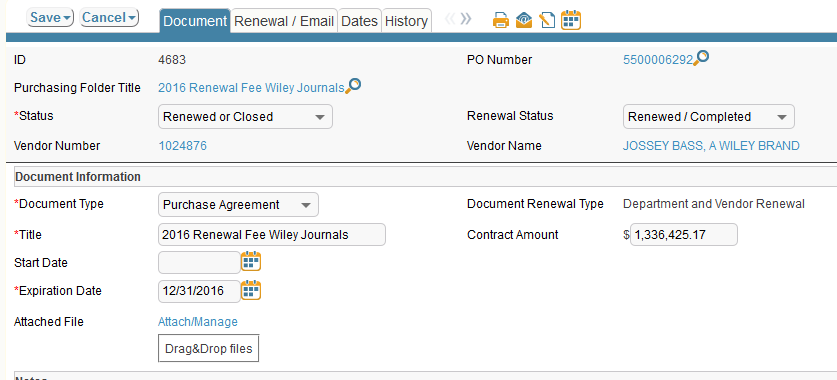 Save Cancel Document Renewal / Email Dates History
ID 4683 PO Number 5500006292
Purchasing Folder Title 2016 Renewal Fee Wiley Journals
*Status Renewed or Closed Renewal Status Renewed / Completed
Vendor Number 1024876 Vendor Name JOSSEY BASS, A WILEY BRAND
Document Information
*Document Type Purchase Agreement Document Renewal Type Department and Vendor Renewal
*Title 2016 Renewal Fee Wiley Journals Contract Amount $ 1,336,425.17
Start Date
*Expiration Date 12/31/2016
Attached File Attach/Manage
Drag&Drop files